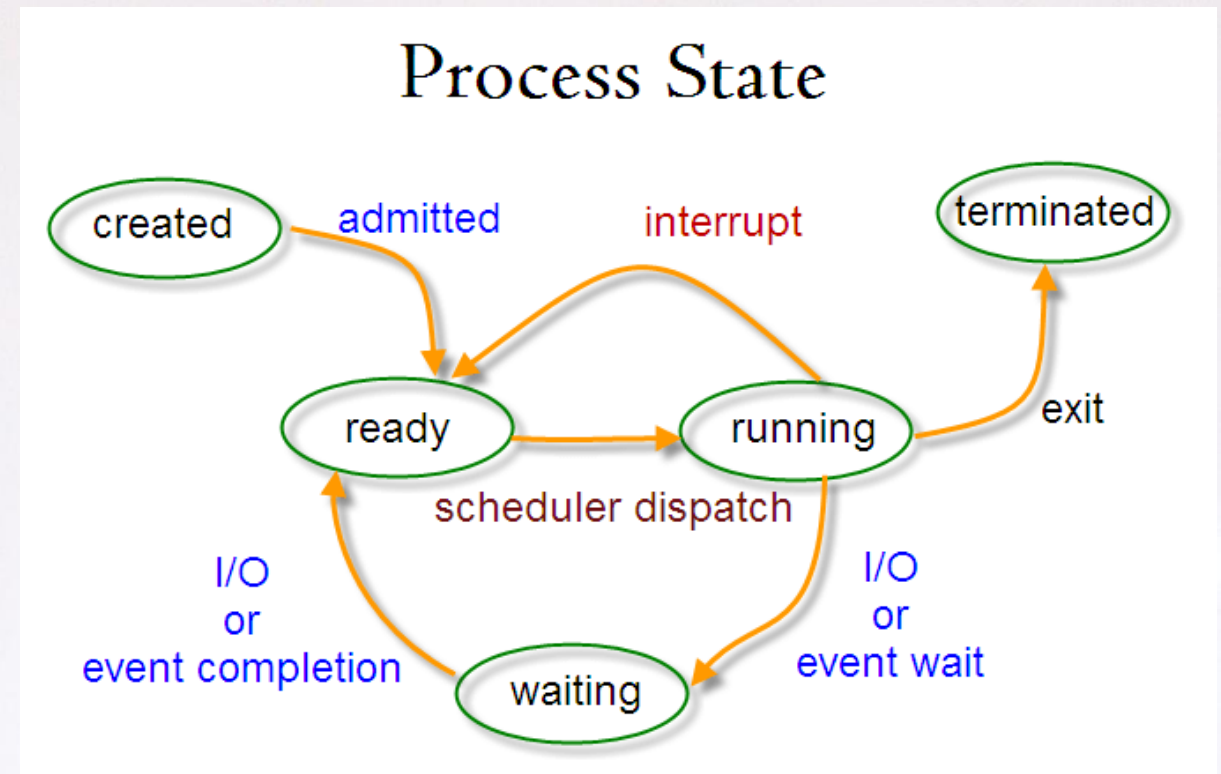 Process State
created
admitted
interrupt
terminated
ready
running
exit
scheduler dispatch
I/O
or
event completion
I/O
or
event wait
waiting